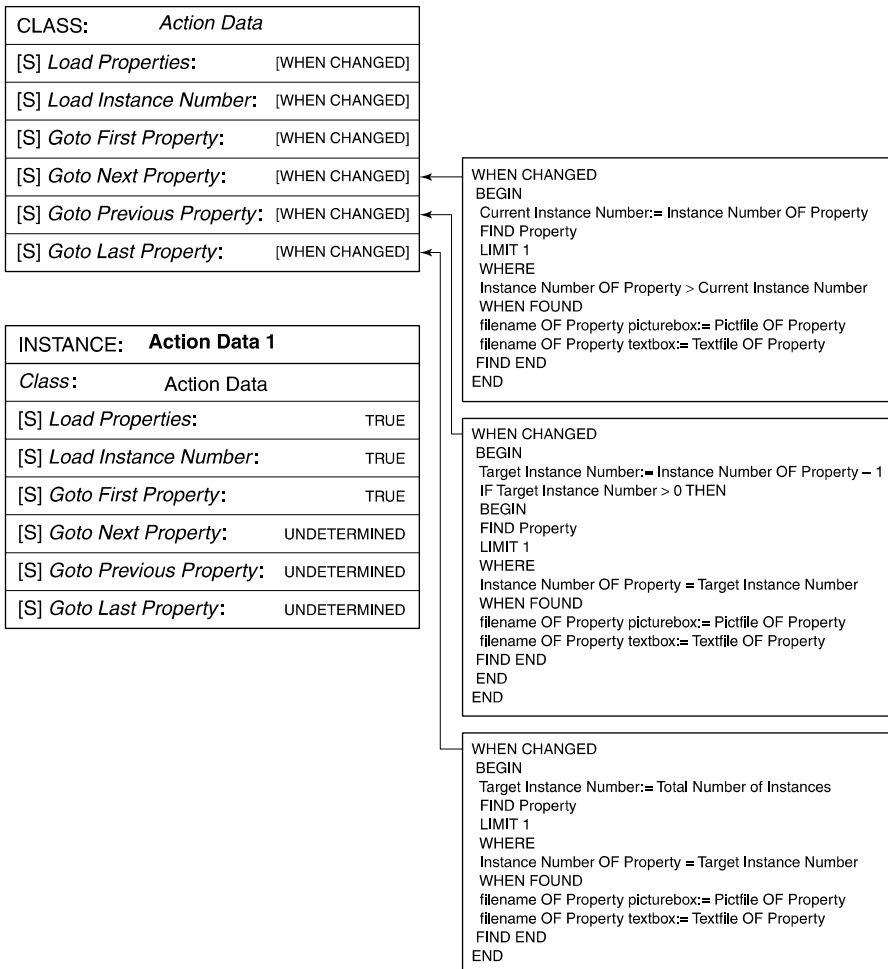 CLASS: Action Data
[S] Load Properties: [WHEN CHANGED]
[S] Load Instance Number: [WHEN CHANGED]
[S] Goto First Property: [WHEN CHANGED]
[S] Goto Next Property: [WHEN CHANGED]
[S] Goto Previous Property: [WHEN CHANGED]
[S] Goto Last Property: [WHEN CHANGED]
INSTANCE: Action Data 1
Class: Action Data
[S] Load Properties: TRUE
[S] Load Instance Number: TRUE
[S] Goto First Property: TRUE
[S] Goto Next Property: UNDETERMINED
[S] Goto Previous Property: UNDETERMINED
[S] Goto Last Property: UNDETERMINED
WHEN CHANGED
BEGIN
Current Instance Number:= Instance Number OF Property
FIND Property
LIMIT 1
WHERE
Instance Number OF Property > Current Instance Number
WHEN FOUND
filename OF Property picturebox:= Pictfile OF Property
filename OF Property textbox:= Textfile OF Property
FIND END
END
WHEN CHANGED
BEGIN
Target Instance Number:= Instance Number OF Property – 1
IF Target Instance Number > 0 THEN
BEGIN
FIND Property
LIMIT 1
WHERE
Instance Number OF Property = Target Instance Number
WHEN FOUND
filename OF Property picturebox:= Pictfile OF Property
filename OF Property textbox:= Textfile OF Property
FIND END
END
END
WHEN CHANGED
BEGIN
Target Instance Number:= Total Number of Instances
FIND Property
LIMIT 1
WHERE
Instance Number OF Property = Target Instance Number
WHEN FOUND
filename OF Property picturebox:= Pictfile OF Property
filename OF Property textbox:= Textfile OF Property
FIND END
END